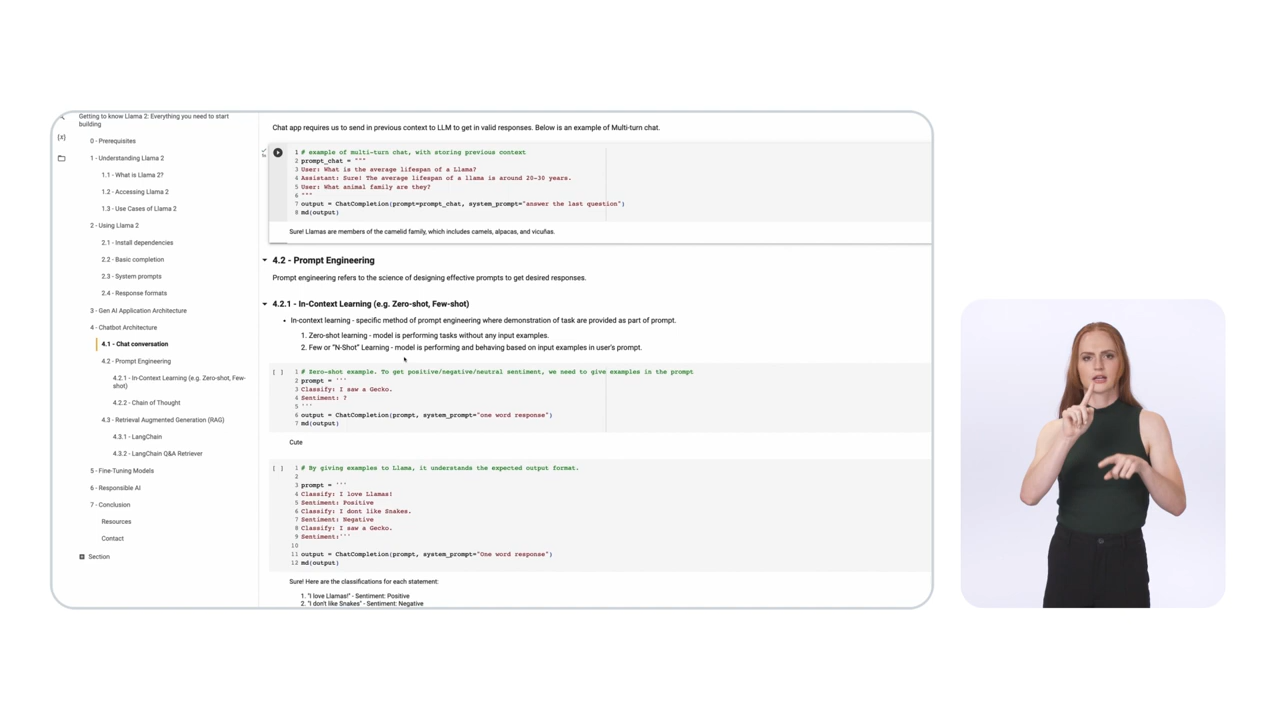 Getting to know Llama 2: Everything you need to start
building
0 - Prerequisites
1 - Understanding Llama 2
1.1 - What is Llama 2?
1.2 - Accessing Llama 2
1.3 - Use Cases of Llama 2
2 - Using Llama 2
2.1 - Install dependencies
2.2 - Basic completion
2.3 - System prompts
2.4 - Response formats
3 - Gen AI Application Architecture
4 - Chatbot Architecture
4.1 - Chat conversation
4.2 - Prompt Engineering
4.2.1 - In-Context Learning (e.g. Zero-shot, Few-
shot)
4.2.2 - Chain of Thought
4.3 - Retrieval Augmented Generation (RAG)
4.3.1 - LangChain
4.3.2 - LangChain Q&A Retriever
5 - Fine-Tuning Models
6 - Responsible AI
7 - Conclusion
Resources
Contact
Section
Chat app requires us to send in previous context to LLM to get in valid responses. Below is an example of Multi-turn chat.
1 # example of multi-turn chat, with storing previous context
2 prompt_chat = """
3 User: What is the average lifespan of a Llama?
4 Assistant: Sure! The average lifespan of a llama is around 20-30 years.
5 User: What animal family are they?
6 """
7 output = ChatCompletion(prompt=prompt_chat, system_prompt="answer the last question")
8 md(output)
Sure! Llamas are members of the camelid family, which includes camels, alpacas, and vicuñas.
4.2 - Prompt Engineering
Prompt engineering refers to the science of designing effective prompts to get desired responses.
4.2.1 - In-Context Learning (e.g. Zero-shot, Few-shot)
• In-context learning - specific method of prompt engineering where demonstration of task are provided as part of prompt.
1. Zero-shot learning - model is performing tasks without any input examples.
2. Few or "N-Shot" Learning - model is performing and behaving based on input examples in user's prompt.
[ ] 1 # Zero-shot example. To get positive/negative/neutral sentiment, we need to give examples in the prompt
2 prompt = '''
3 Classify: I saw a Gecko.
4 Sentiment: ?
5 '''
6 output = ChatCompletion(prompt, system_prompt="one word response")
7 md(output)
Cute
[ ] 1 # By giving examples to Llama, it understands the expected output format.
2
3 prompt = '''
4 Classify: I love Llamas!
5 Sentiment: Positive
6 Classify: I dont like Snakes.
7 Sentiment: Negative
8 Classify: I saw a Gecko.
9 Sentiment:'''
10
11 output = ChatCompletion(prompt, system_prompt="One word response")
12 md(output)
Sure! Here are the classifications for each statement:
1. "I love Llamas!" - Sentiment: Positive
2. "I don't like Snakes" - Sentiment: Negative